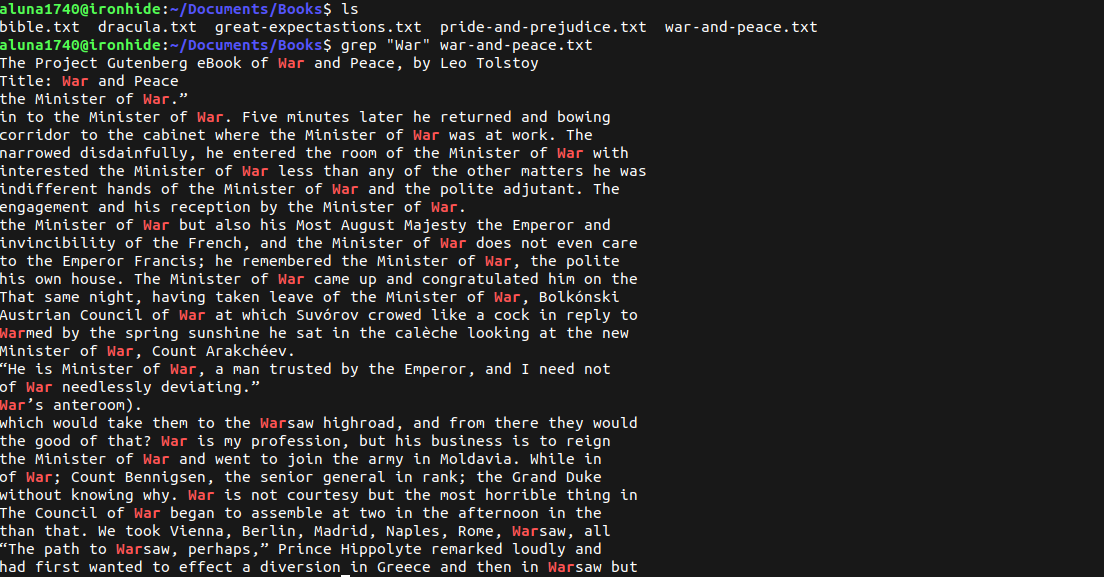 aluna1740@ironhide:~/Documents/Books$ ls
bible.txt  dracula.txt  great-expectastions.txt  pride-and-prejudice.txt  war-and-peace.txt
aluna1740@ironhide:~/Documents/Books$ grep "War" war-and-peace.txt
The Project Gutenberg eBook of War and Peace, by Leo Tolstoy
Title: War and Peace
the Minister of War.”
in to the Minister of War. Five minutes later he returned and bowing
corridor to the cabinet where the Minister of War was at work. The
narrowed disdainfully, he entered the room of the Minister of War with
interested the Minister of War less than any of the other matters he was
indifferent hands of the Minister of War and the polite adjutant. The
engagement and his reception by the Minister of War.
the Minister of War but also his Most August Majesty the Emperor and
invincibility of the French, and the Minister of War does not even care
to the Emperor Francis; he remembered the Minister of War, the polite
his own house. The Minister of War came up and congratulated him on the
That same night, having taken leave of the Minister of War, Bolkónski
Austrian Council of War at which Suvórov crowed like a cock in reply to
Warmed by the spring sunshine he sat in the calèche looking at the new
Minister of War, Count Arakchéev.
“He is Minister of War, a man trusted by the Emperor, and I need not
of War needlessly deviating.”
War’s anteroom).
which would take them to the Warsaw highroad, and from there they would
the good of that? War is my profession, but his business is to reign
the Minister of War and went to join the army in Moldavia. While in
of War; Count Bennigsen, the senior general in rank; the Grand Duke
without knowing why. War is not courtesy but the most horrible thing in
The Council of War began to assemble at two in the afternoon in the
than that. We took Vienna, Berlin, Madrid, Naples, Rome, Warsaw, all
“The path to Warsaw, perhaps,” Prince Hippolyte remarked loudly and
had first wanted to effect a diversion in Greece and then in Warsaw but